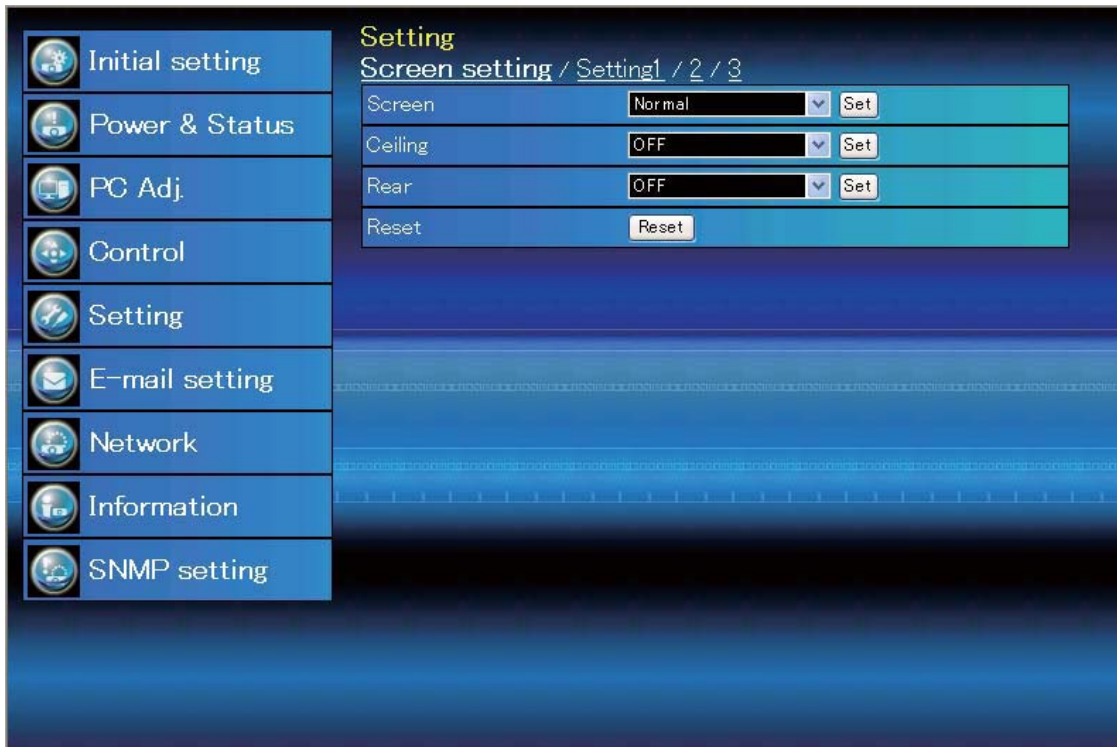 Initial setting
Power & Status
PC Adj.
Control
Setting
E-mail setting
Network
Information
SNMP setting
Setting
Screen setting / Setting1 / 2 / 3
Screen Normal Set
Ceiling OFF Set
Rear OFF Set
Reset Reset